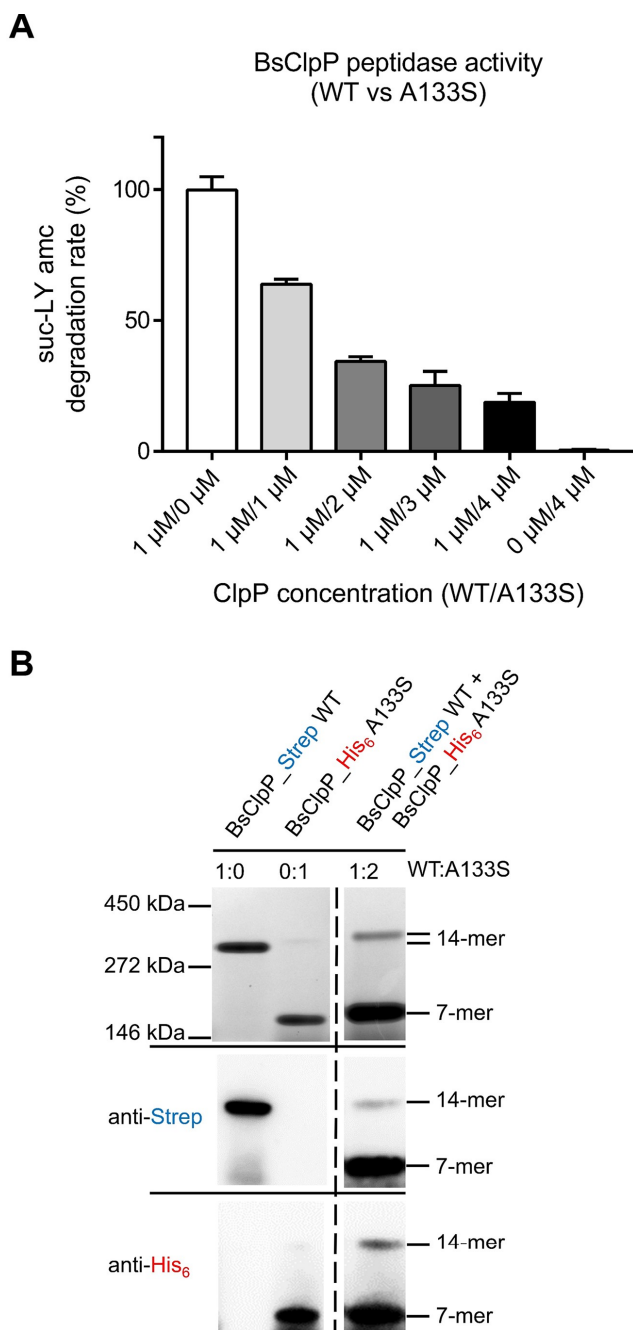 A
BsClpP peptidase activity
(WT vs A133S)
suc-LY amc
degradation rate (%)
100
50
0
1 µM/0 µM
1 µM/1 µM
1 µM/2 µM
1 µM/3 µM
1 µM/4 µM
0 µM/4 µM
ClpP concentration (WT/A133S)
B
BsClpP_Strep WT
BsClpP_His₆ A133S
BsClpP_Strep WT +
BsClpP_His₆ A133S
1:0 0:1 1:2 WT:A133S
450 kDa
14-mer
272 kDa
7-mer
146 kDa
14-mer
anti-Strep
7-mer
14-mer
anti-His₆
7-mer